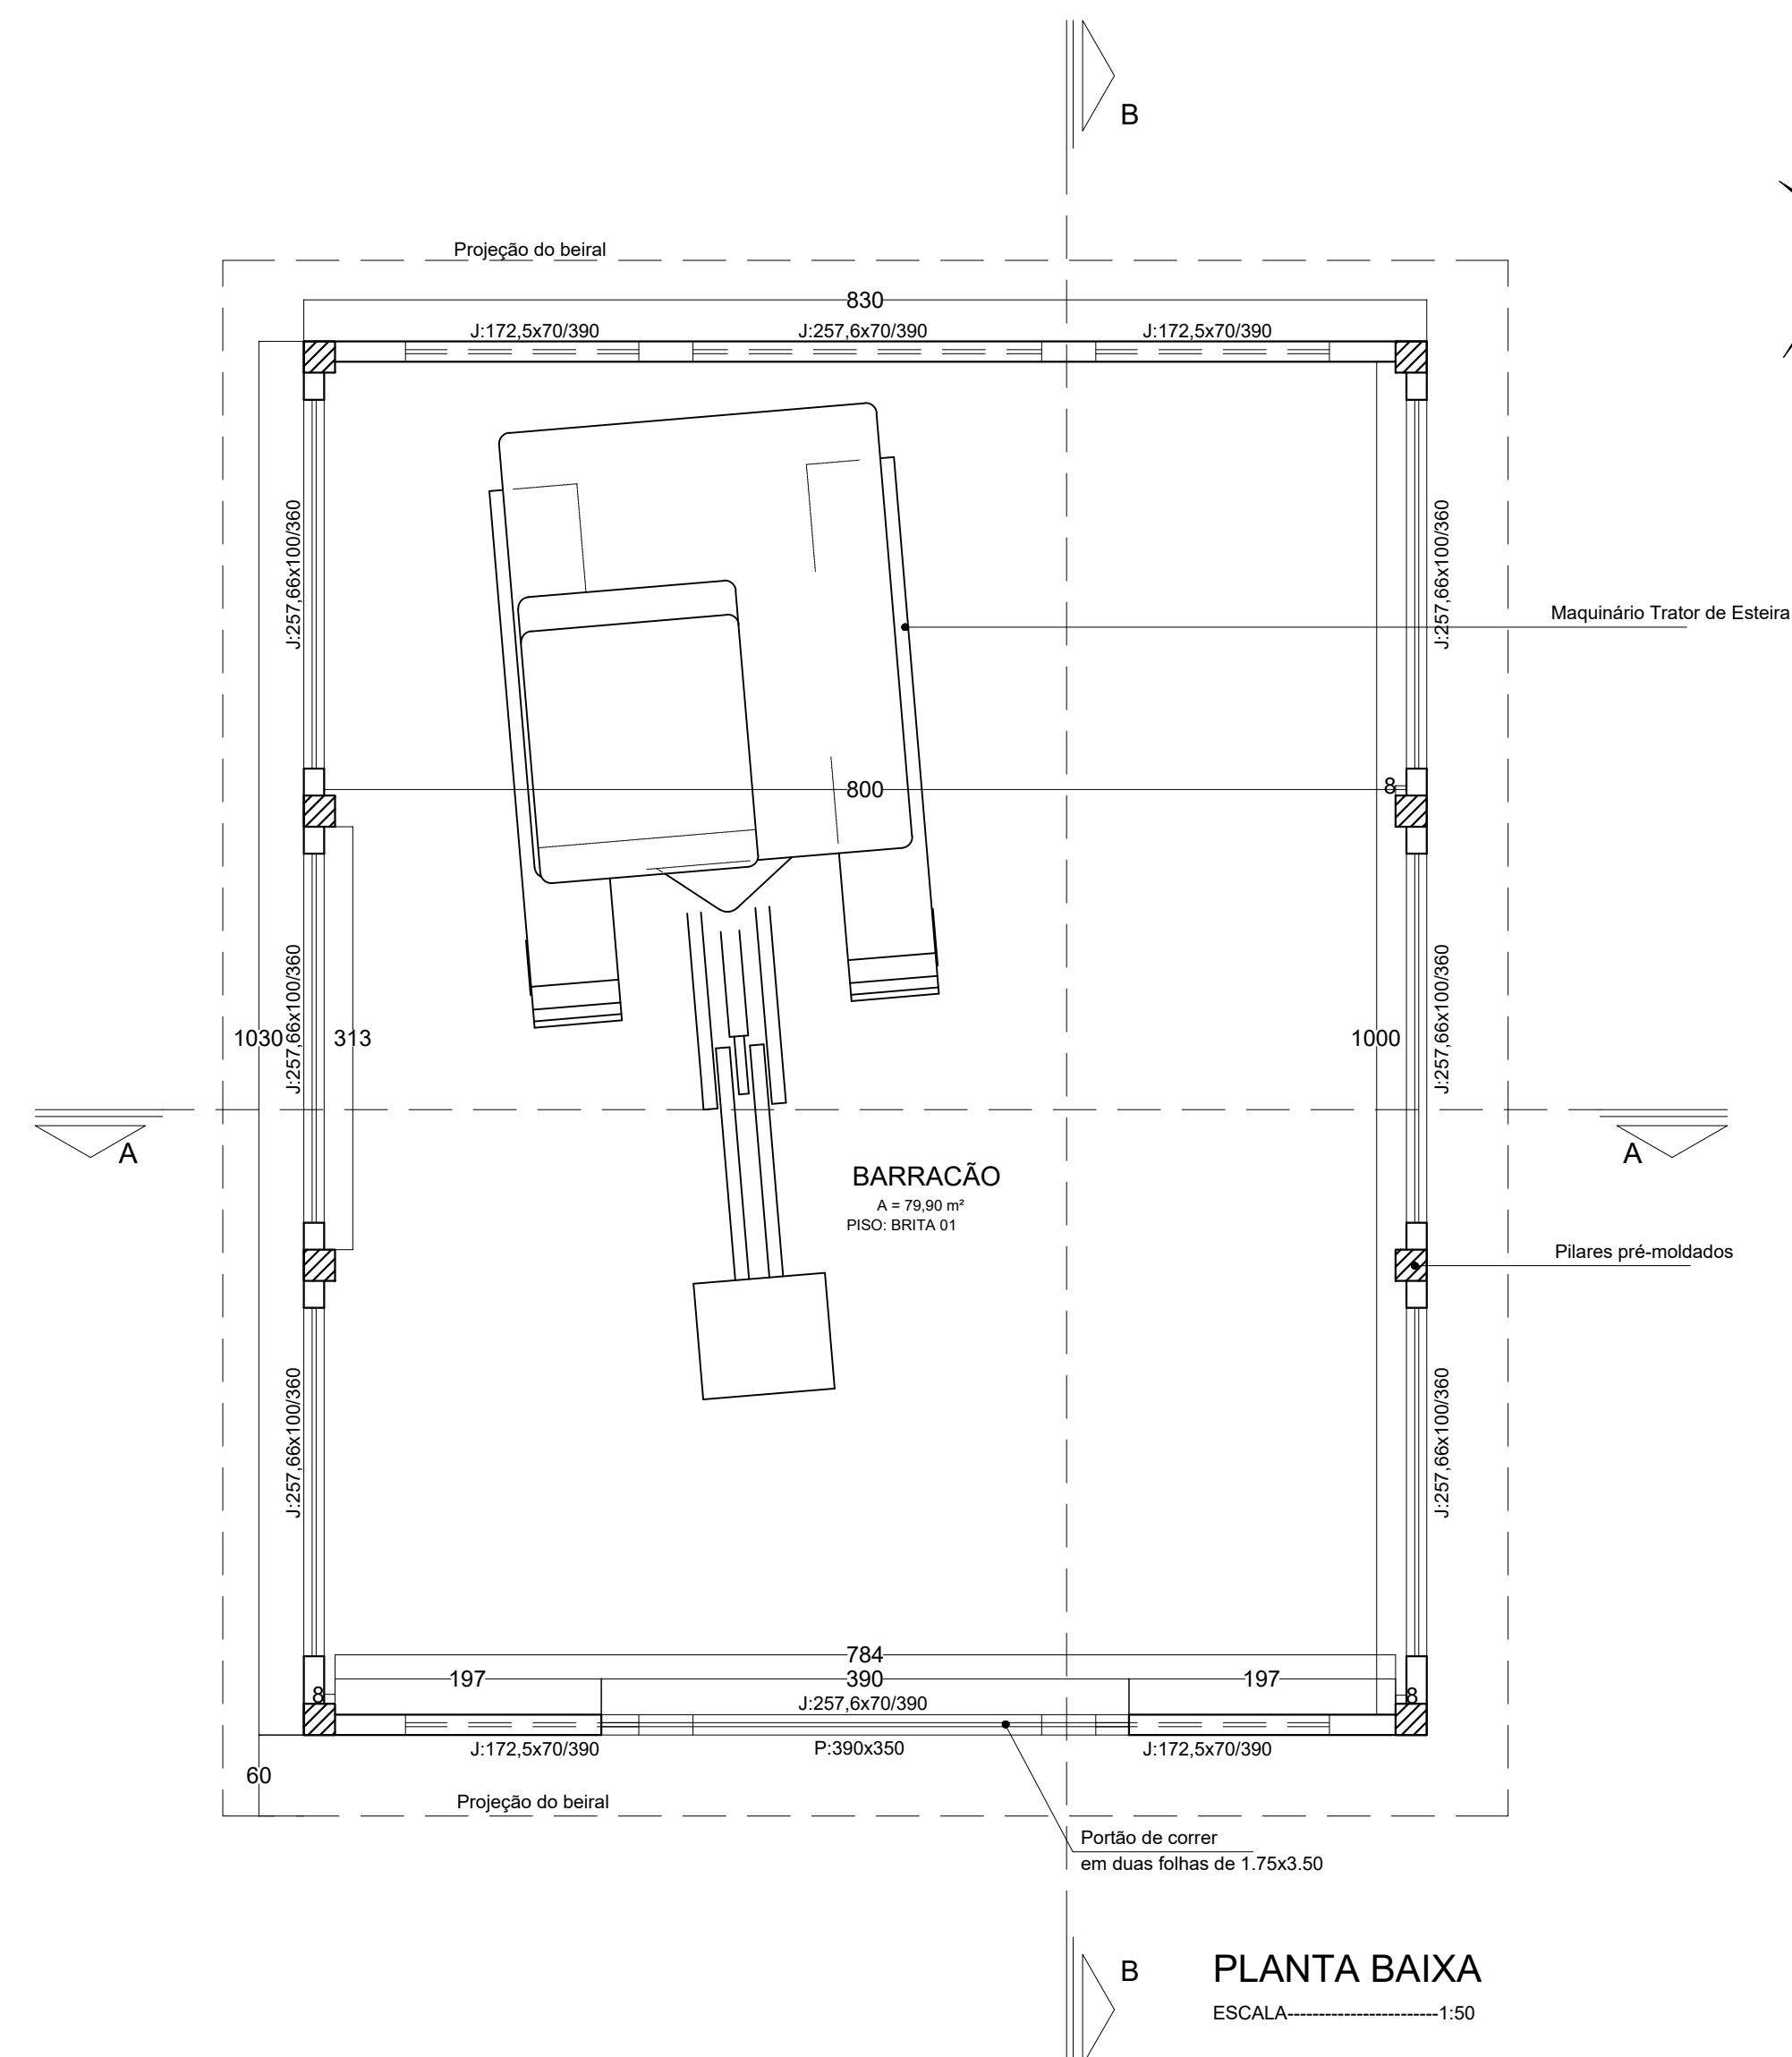 B
Projeção do beiral
830
J:172,5x70/390
J:257,6x70/390
J:172,5x70/390
J:257,66x100/360
J:257,66x100/360
Maquinário Trator de Esteira
800
8
J:257,66x100/360
J:257,66x100/360
1030
313
1000
A
A
BARRACÃO
A = 79,90 m²
PISO: BRITA 01
Pilares pré-moldados
J:257,66x100/360
J:257,66x100/360
784
197
390
197
8
8
J:257,6x70/390
J:172,5x70/390
P:390x350
J:172,5x70/390
60
Projeção do beiral
Portão de correr
em duas folhas de 1.75x3.50
B
PLANTA BAIXA
ESCALA------------------------1:50